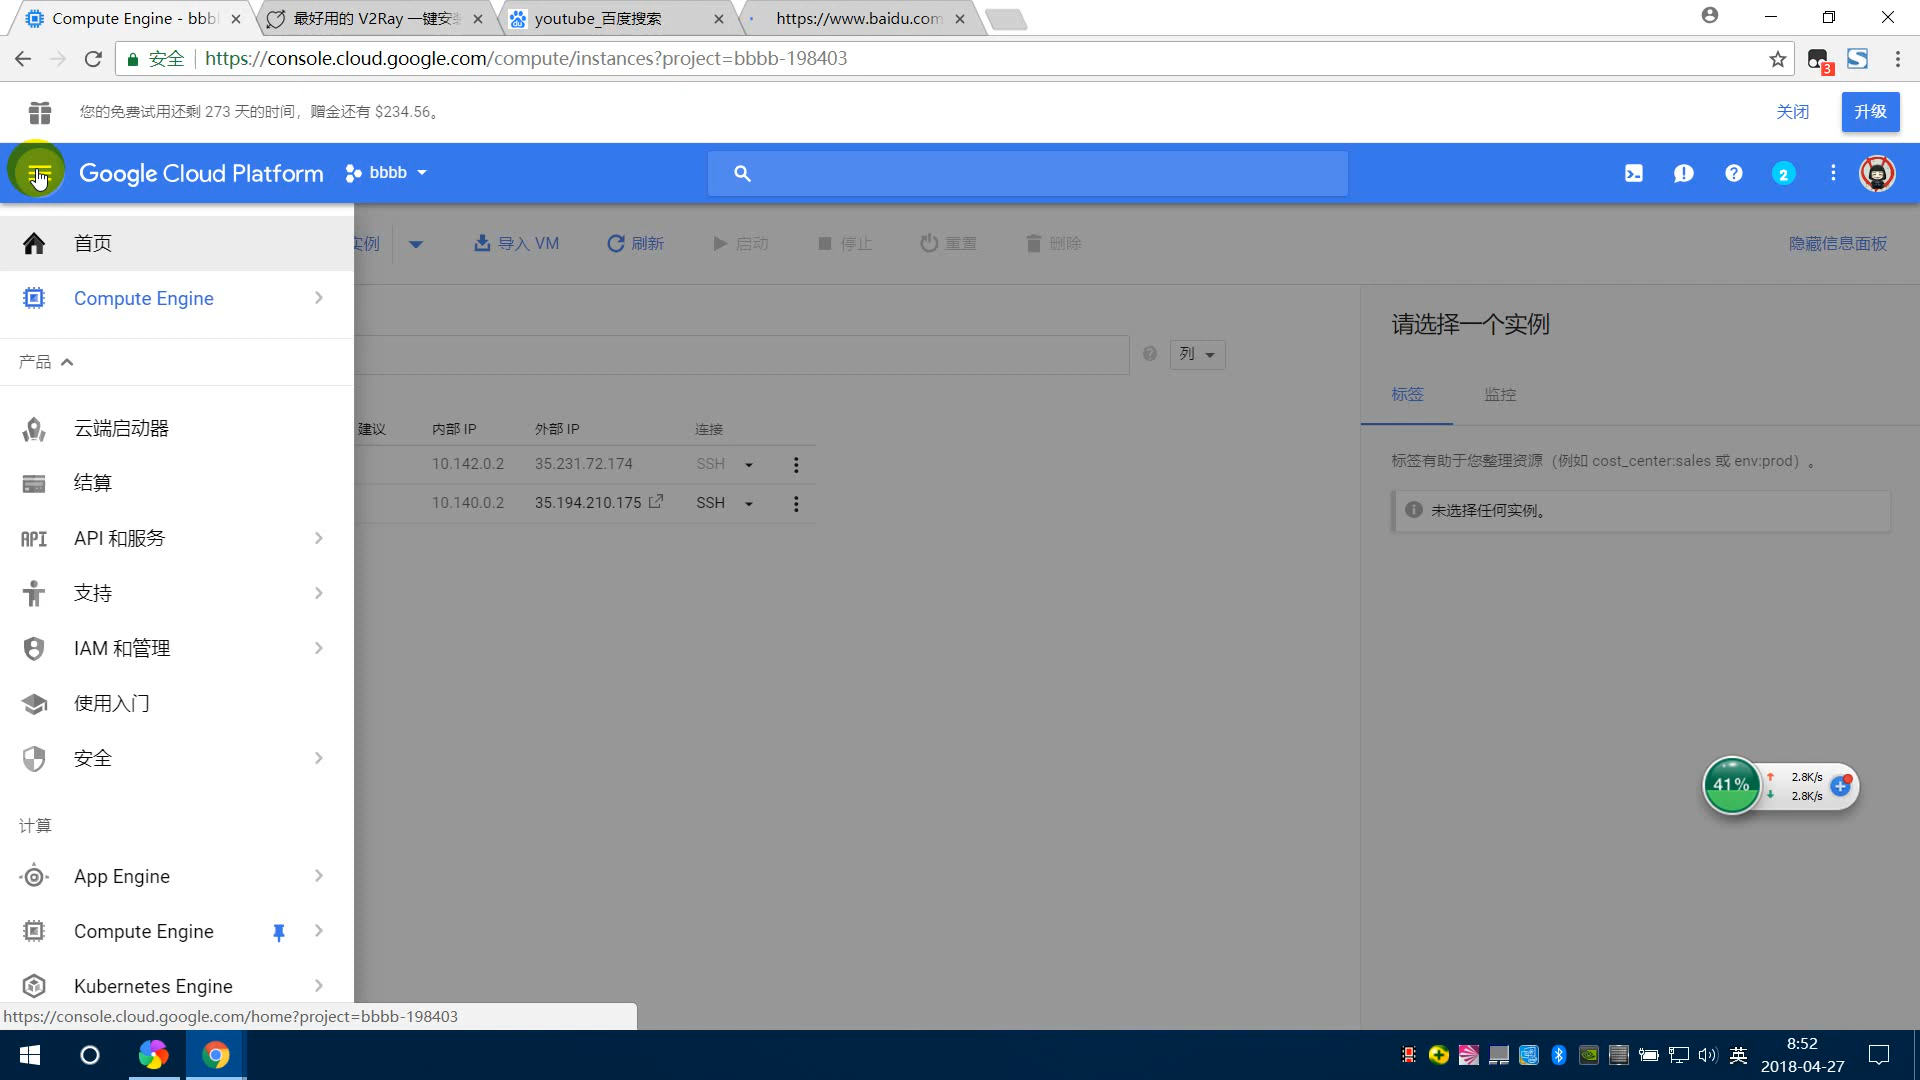 Compute Engine - bbbb
最好用的 V2Ray 一键安装
youtube_百度搜索
https://www.baidu.com
安全
https://console.cloud.google.com/compute/instances?project=bbbb-198403
3
您的免费试用还剩 273 天的时间，赠金还有 $234.56。
关闭
升级
Google Cloud Platform
bbbb
2
首页
实例
导入 VM
刷新
启动
停止
重置
删除
隐藏信息面板
Compute Engine
请选择一个实例
产品
列
标签
监控
云端启动器
建议
内部 IP
外部 IP
连接
10.142.0.2
35.231.72.174
SSH
标签有助于您整理资源（例如 cost_center:sales 或 env:prod）。
结算
10.140.0.2
35.194.210.175
SSH
未选择任何实例。
API
API 和服务
支持
IAM 和管理
使用入门
安全
41%
2.8K/s
2.8K/s
计算
App Engine
Compute Engine
Kubernetes Engine
https://console.cloud.google.com/home?project=bbbb-198403
英
8:52
2018-04-27